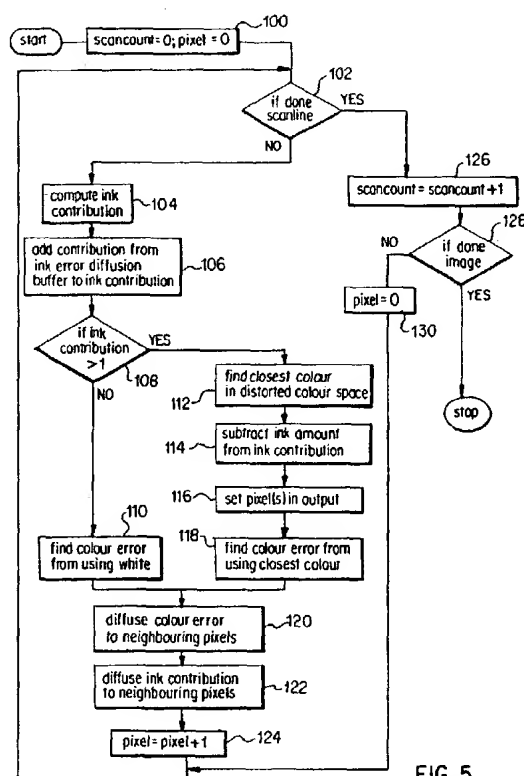 100
start
scancount=0; pixel = 0
102
if done
scanline
YES
NO
126
scancount= scancount+1
compute ink
contribution
104
128
NO
if done
image
add contribution from
ink error diffusion
buffer to ink contribution
106
pixel=0
YES
130
if ink
contribution
>1
YES
108
NO
find closest colour
in distorted colour space
112
stop
114
subtract ink amount
from ink contribution
116
set pixel(s) in output
110
find colour error
from using white
118
find colour error from
using closest colour
diffuse colour error
to neighbouring pixels
120
diffuse ink contribution
to neighbouring pixels
122
pixel=pixel+1
124
FIG. 5